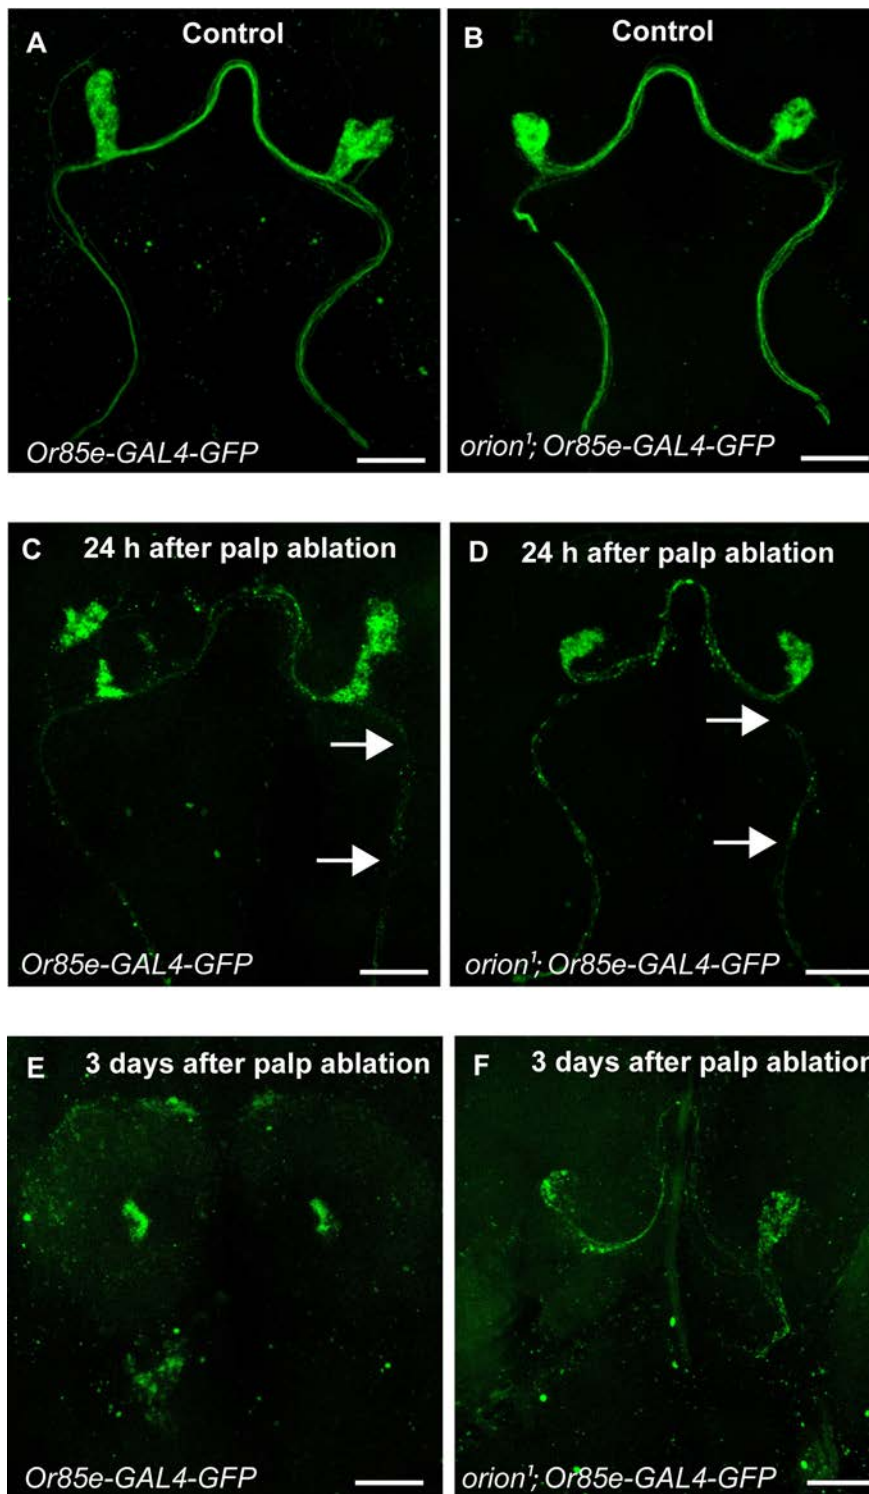 A Control
Or85e-GAL4-GFP
B Control
orion¹; Or85e-GAL4-GFP
C 24 h after palp ablation
Or85e-GAL4-GFP
D 24 h after palp ablation
orion¹; Or85e-GAL4-GFP
E 3 days after palp ablation
Or85e-GAL4-GFP
F 3 days after palp ablation
orion¹; Or85e-GAL4-GFP